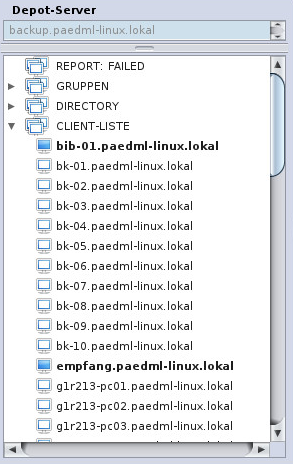 Depot-Server
backup.paedml-linux.lokal
REPORT: FAILED
GRUPPEN
DIRECTORY
CLIENT-LISTE
bib-01.paedml-linux.lokal
bk-01.paedml-linux.lokal
bk-02.paedml-linux.lokal
bk-03.paedml-linux.lokal
bk-04.paedml-linux.lokal
bk-05.paedml-linux.lokal
bk-06.paedml-linux.lokal
bk-07.paedml-linux.lokal
bk-08.paedml-linux.lokal
bk-09.paedml-linux.lokal
bk-10.paedml-linux.lokal
empfang.paedml-linux.lokal
g1r213-pc01.paedml-linux.lokal
g1r213-pc02.paedml-linux.lokal
g1r213-pc03.paedml-linux.lokal